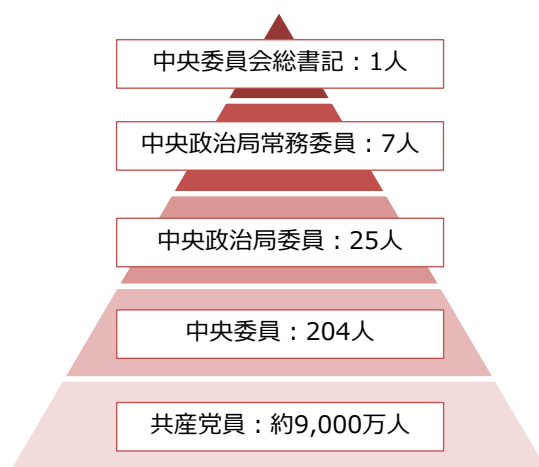 中央委員会総書記：1人
中央政治局常務委員：7人
中央政治局委員：25人
中央委員：204人
共産党員：約9,000万人